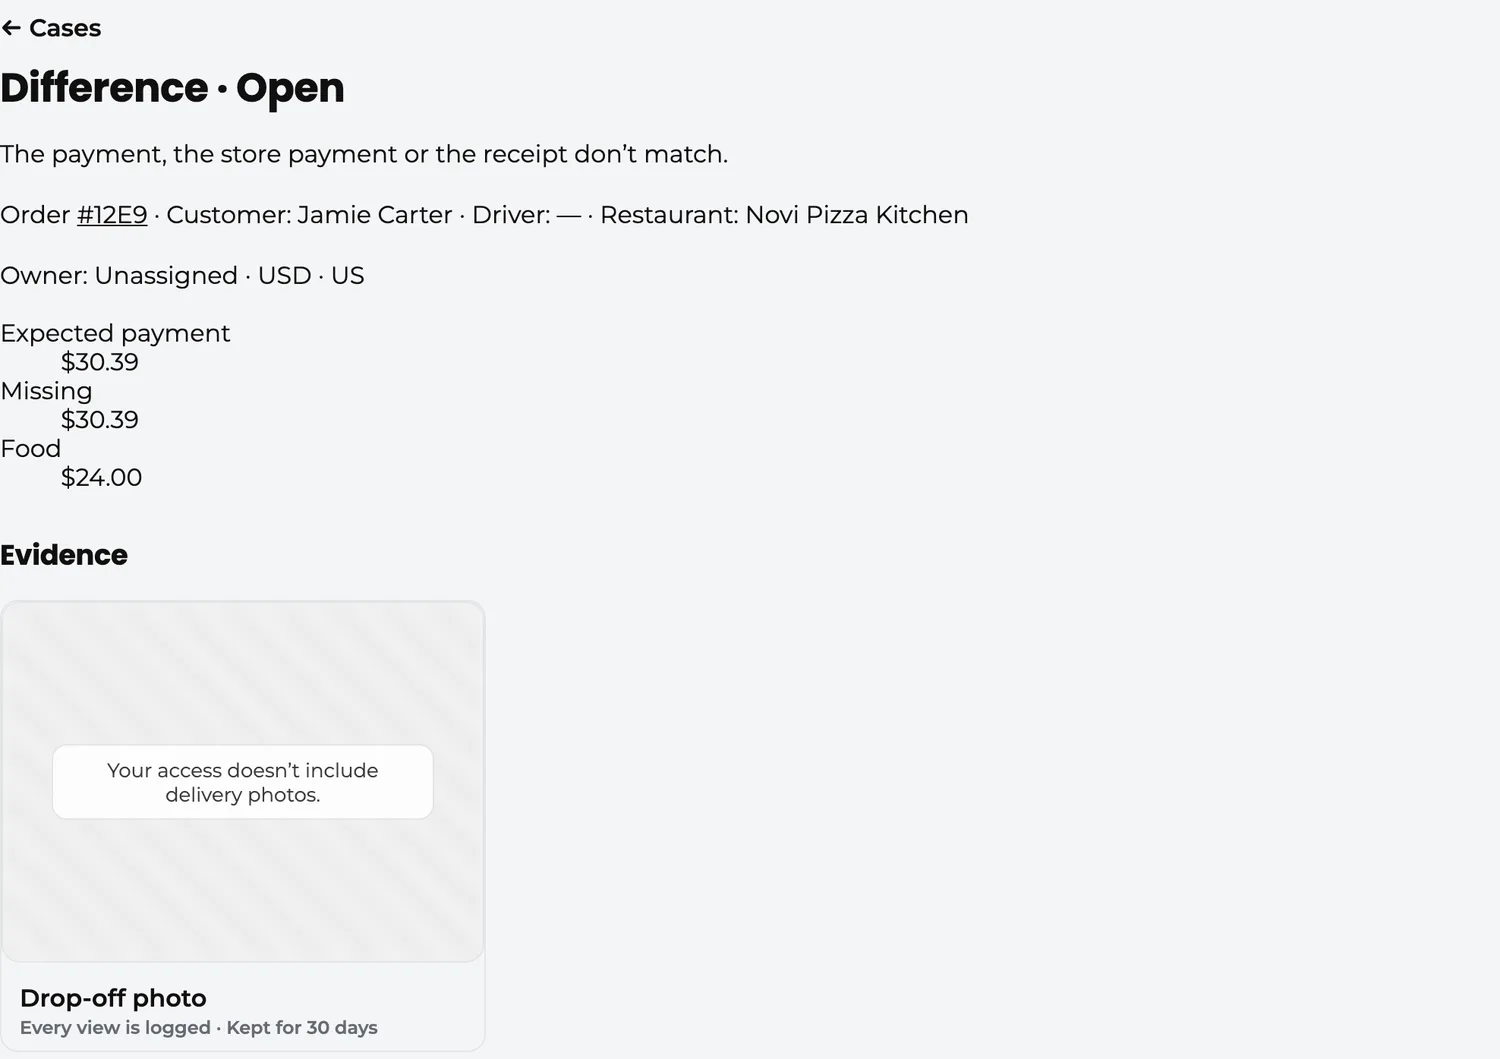 ← Cases
Difference · Open
The payment, the store payment or the receipt don’t match.
Order #12E9 · Customer: Jamie Carter · Driver: — · Restaurant: Novi Pizza Kitchen
Owner: Unassigned · USD · US
Expected payment
$30.39
Missing
$30.39
Food
$24.00
Evidence
Your access doesn’t include
delivery photos.
Drop-off photo
Every view is logged · Kept for 30 days